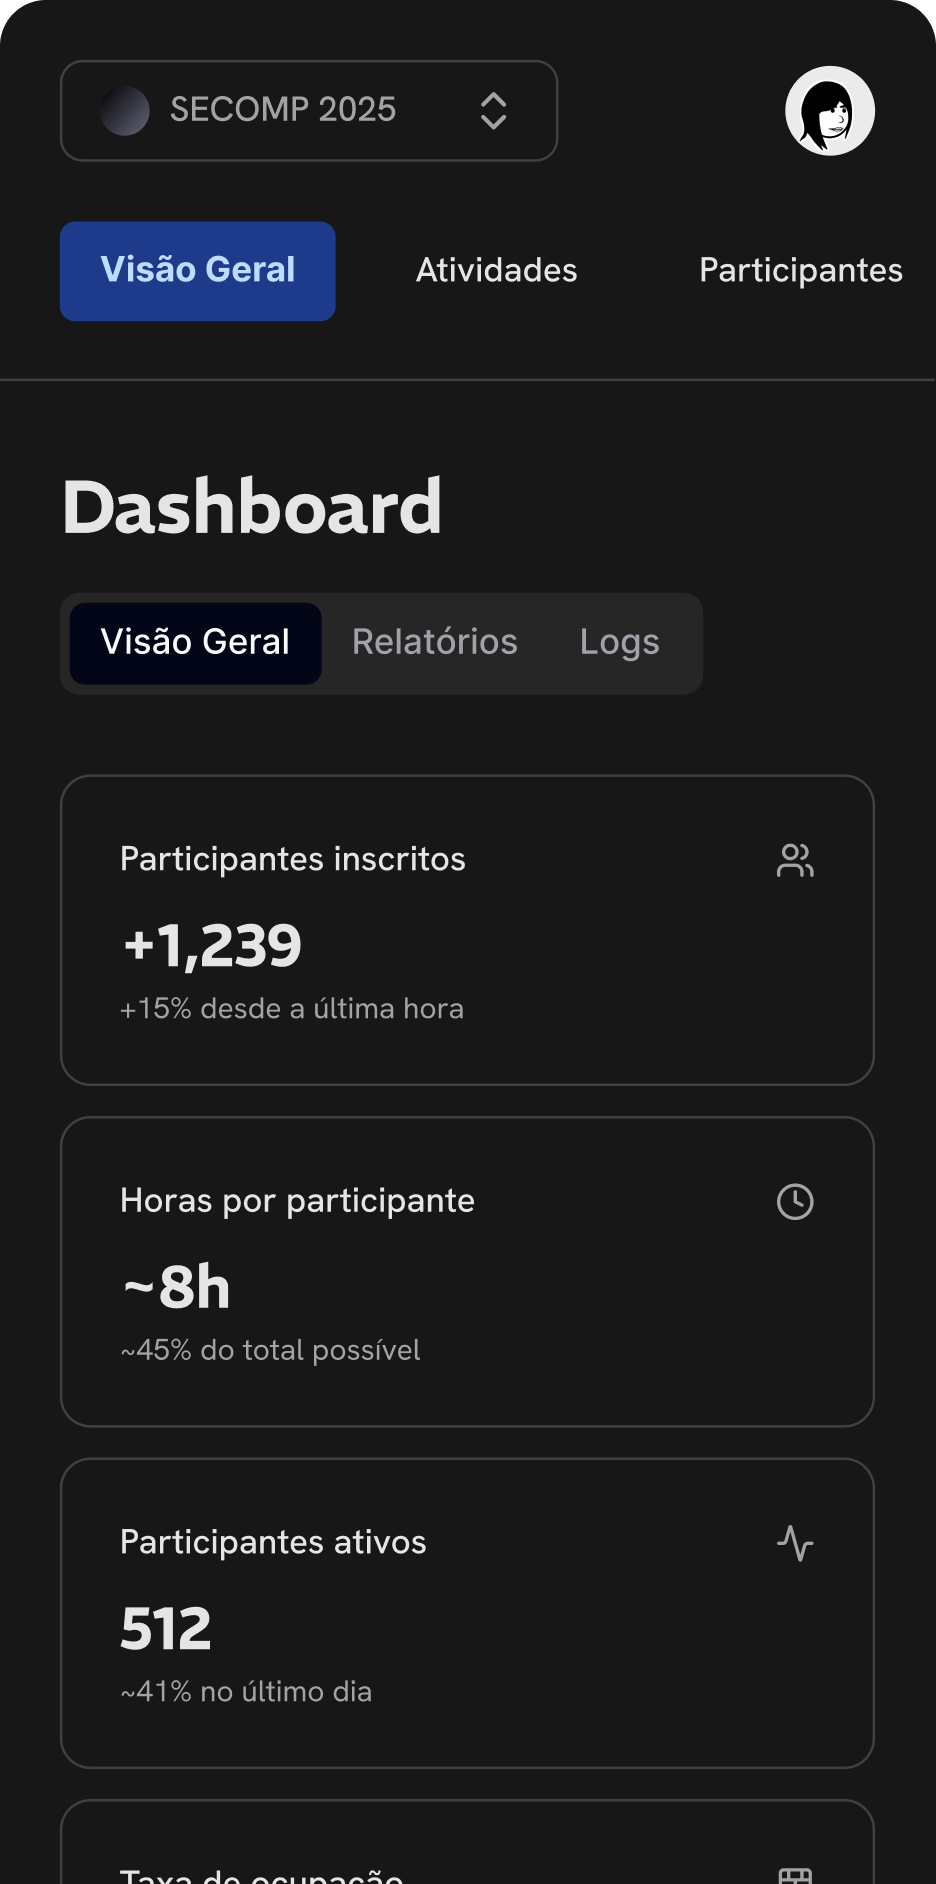 SECOMP 2025
Visão Geral Atividades Participantes
Dashboard
Visão Geral Relatórios Logs
Participantes inscritos
+1,239
+15% desde a última hora
Horas por participante
~8h
~45% do total possível
Participantes ativos
512
~41% no último dia
Taxa de ocupação